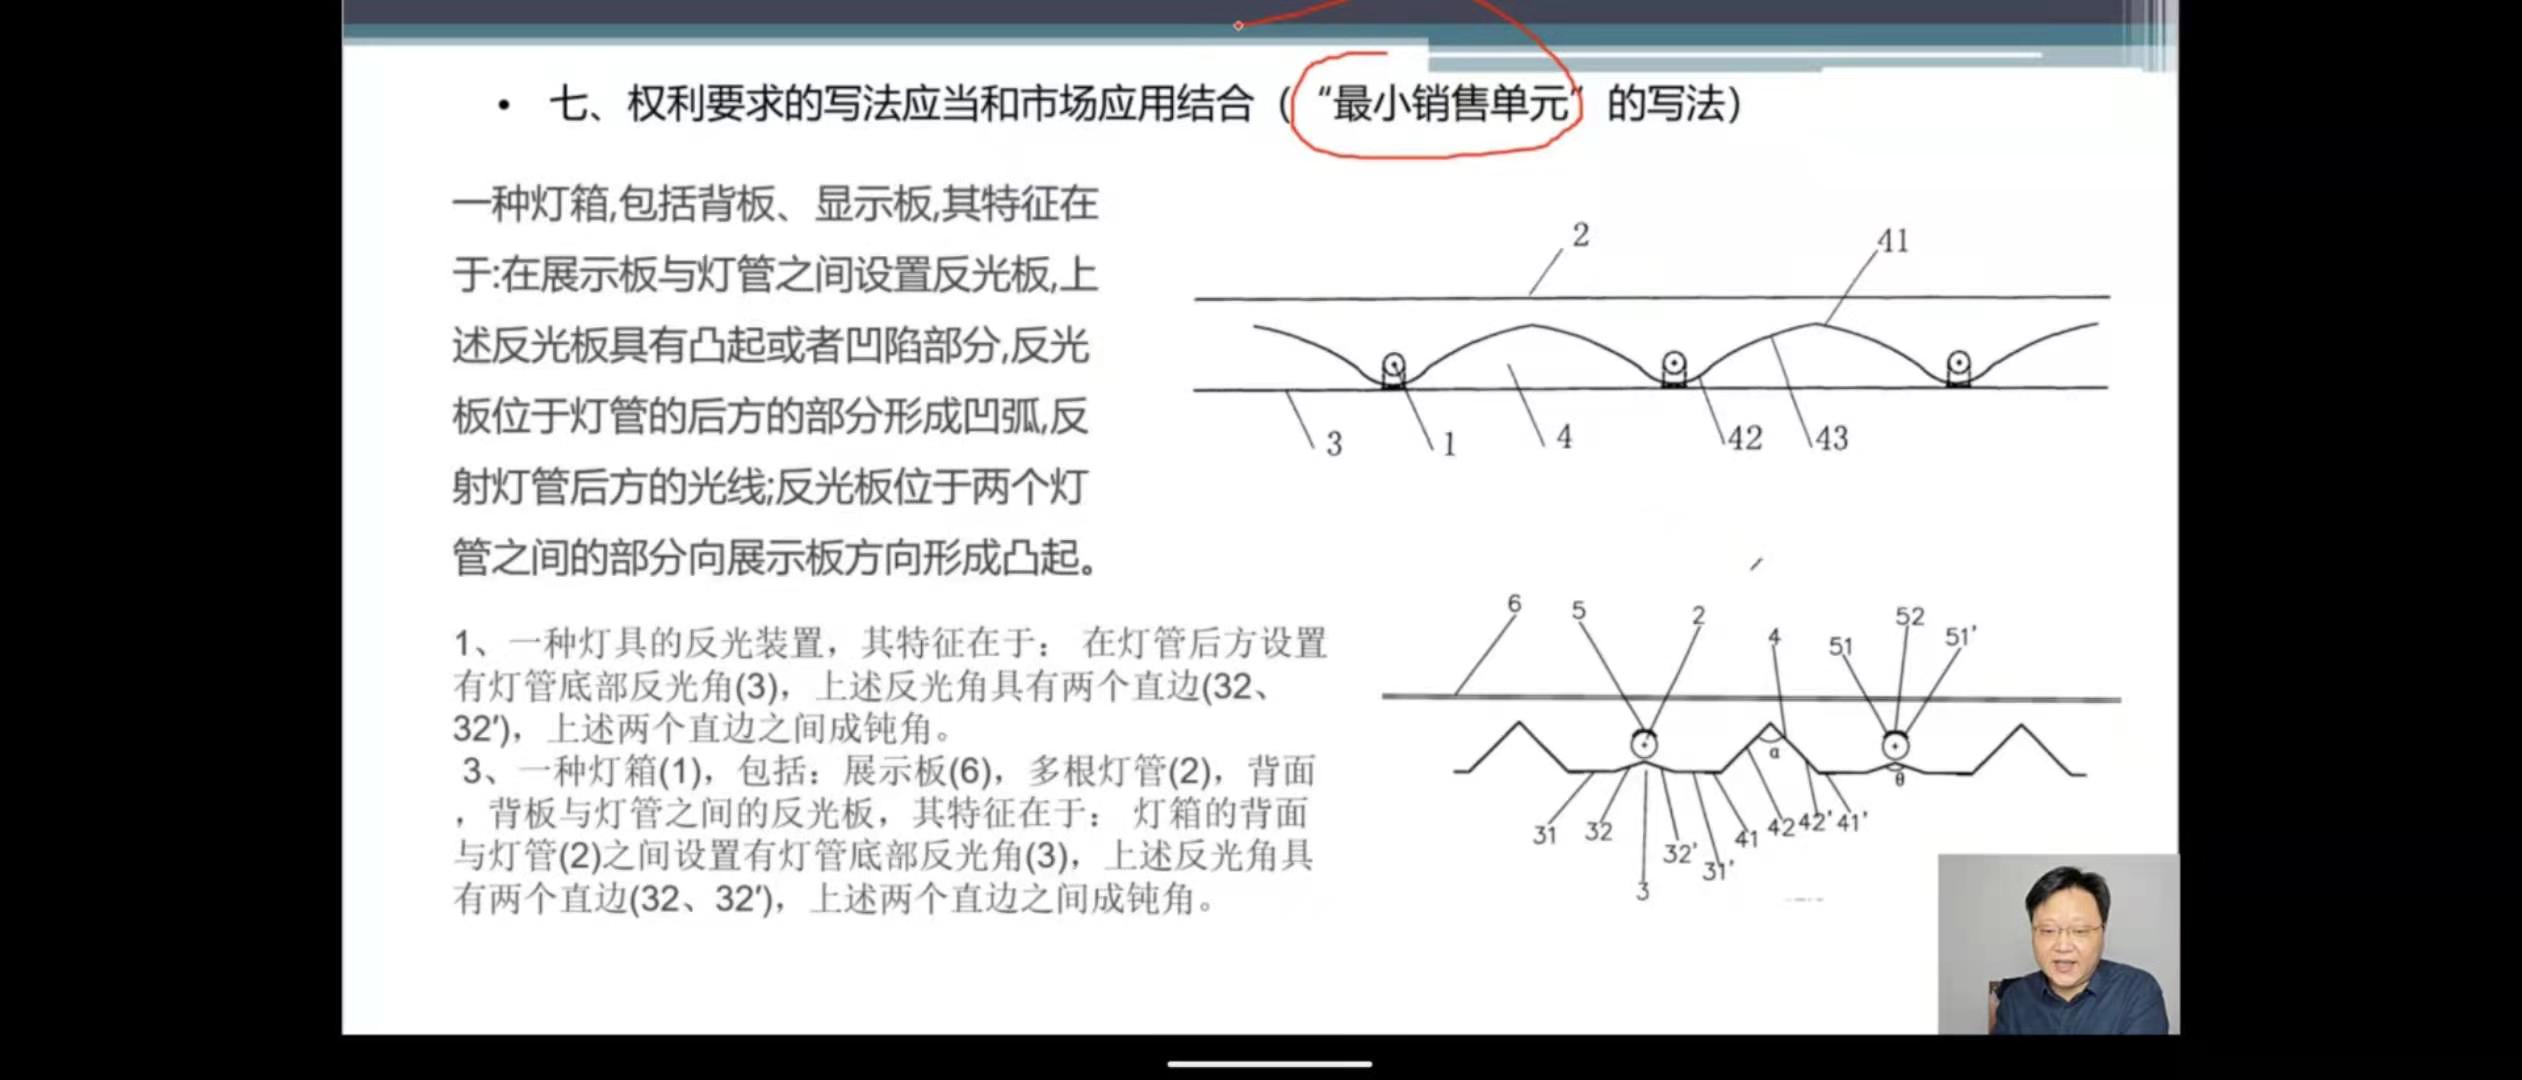 • 七、权利要求的写法应当和市场应用结合（“最小销售单元”的写法）
一种灯箱,包括背板、显示板,其特征在
于:在展示板与灯管之间设置反光板,上
述反光板具有凸起或者凹陷部分,反光
板位于灯管的后方的部分形成凹弧,反
射灯管后方的光线;反光板位于两个灯
管之间的部分向展示板方向形成凸起。
2
41
3
1
4
42
43
1、一种灯具的反光装置，其特征在于： 在灯管后方设置
有灯管底部反光角(3)，上述反光角具有两个直边(32、
32′)，上述两个直边之间成钝角。
3、一种灯箱(1)，包括：展示板(6)，多根灯管(2)，背面
，背板与灯管之间的反光板，其特征在于： 灯箱的背面
与灯管(2)之间设置有灯管底部反光角(3)，上述反光角具
有两个直边(32、32′)，上述两个直边之间成钝角。
6
5
2
4
51
52
51'
α
θ
31
32
3
32'
31'
41
42
42'
41'